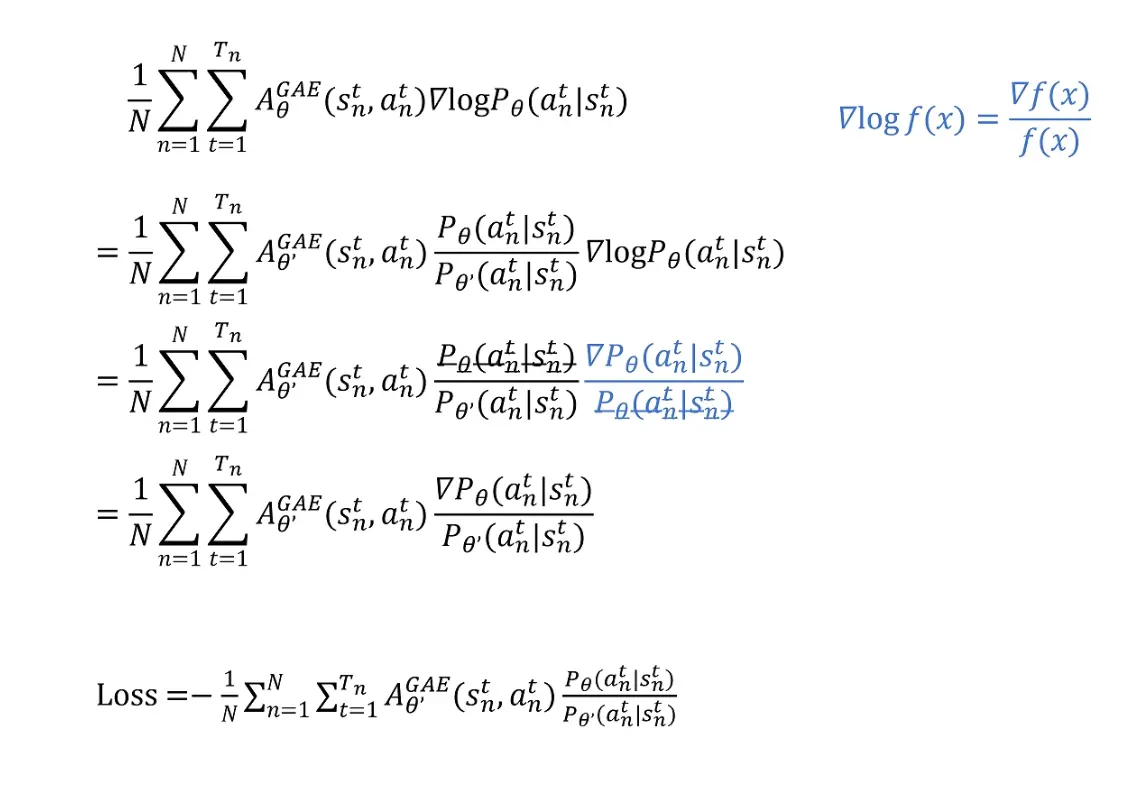 \frac{1}{N}\sum_{n=1}^{N}\sum_{t=1}^{T_n} A_{\theta}^{GAE}(s_n^t, a_n^t)\nabla \log P_{\theta}(a_n^t|s_n^t)
\nabla \log f(x) = \frac{\nabla f(x)}{f(x)}
= \frac{1}{N}\sum_{n=1}^{N}\sum_{t=1}^{T_n} A_{\theta'}^{GAE}(s_n^t, a_n^t)\frac{P_{\theta}(a_n^t|s_n^t)}{P_{\theta'}(a_n^t|s_n^t)}\nabla \log P_{\theta}(a_n^t|s_n^t)
= \frac{1}{N}\sum_{n=1}^{N}\sum_{t=1}^{T_n} A_{\theta'}^{GAE}(s_n^t, a_n^t)\frac{P_{\theta}(a_n^t|s_n^t)}{P_{\theta'}(a_n^t|s_n^t)}\frac{\nabla P_{\theta}(a_n^t|s_n^t)}{P_{\theta}(a_n^t|s_n^t)}
= \frac{1}{N}\sum_{n=1}^{N}\sum_{t=1}^{T_n} A_{\theta'}^{GAE}(s_n^t, a_n^t)\frac{\nabla P_{\theta}(a_n^t|s_n^t)}{P_{\theta'}(a_n^t|s_n^t)}
Loss = -\frac{1}{N}\sum_{n=1}^{N}\sum_{t=1}^{T_n} A_{\theta'}^{GAE}(s_n^t, a_n^t)\frac{P_{\theta}(a_n^t|s_n^t)}{P_{\theta'}(a_n^t|s_n^t)}